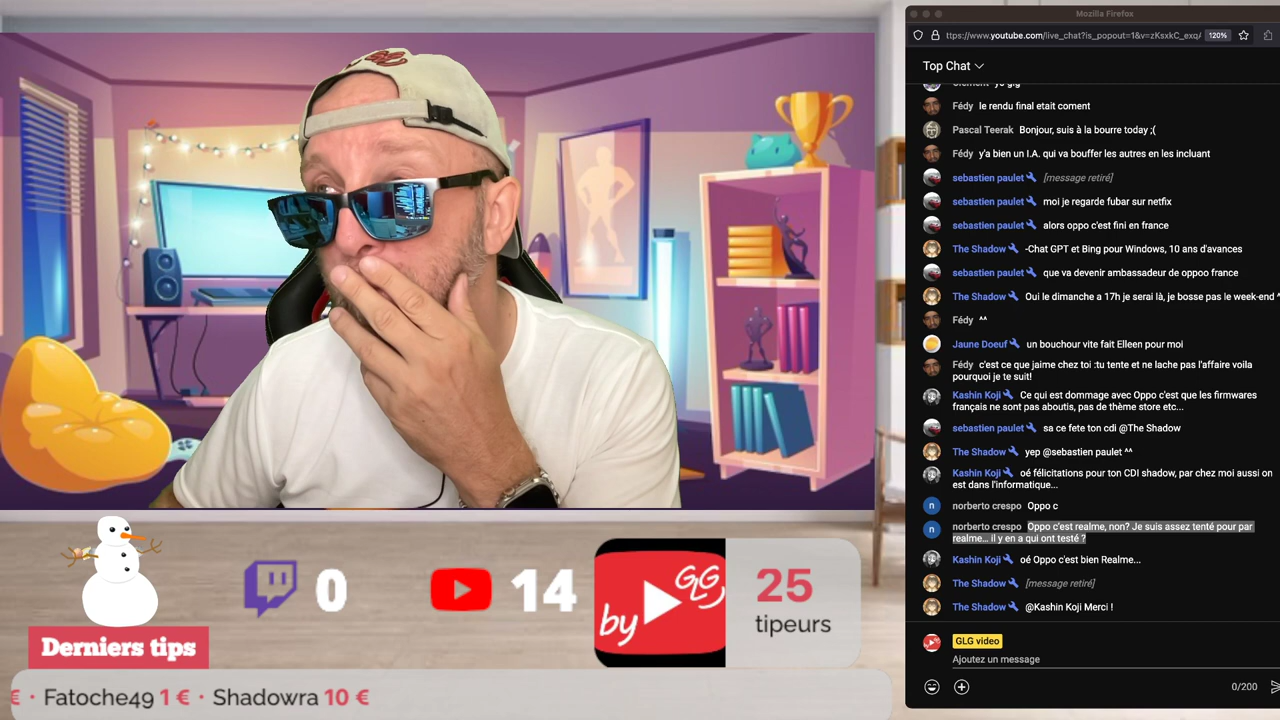 Mozilla Firefox
ttps://www.youtube.com/live_chat?is_popout=1&v=zKsxkC_exq/
120%
Top Chat
Clément yo glg
Fédy le rendu final etait coment
Pascal Teerak Bonjour, suis à la bourre today ;(
Fédy y'a bien un I.A. qui va bouffer les autres en les incluant
sebastien paulet [message retiré]
sebastien paulet moi je regarde fubar sur netfix
sebastien paulet alors oppo c'est fini en france
The Shadow -Chat GPT et Bing pour Windows, 10 ans d'avances
sebastien paulet que va devenir ambassadeur de oppoo france
The Shadow Oui le dimanche a 17h je serai là, je bosse pas le week-end ^
Fédy ^^
Jaune Doeuf un bouchour vite fait Elleen pour moi
Fédy c'est ce que jaime chez toi :tu tente et ne lache pas l'affaire voila
pourquoi je te suit!
Kashin Koji Ce qui est dommage avec Oppo c'est que les firmwares
français ne sont pas aboutis, pas de thème store etc...
sebastien paulet sa ce fete ton cdi @The Shadow
The Shadow yep @sebastien paulet ^^
Kashin Koji oé félicitations pour ton CDI shadow, par chez moi aussi on
est dans l'informatique...
n norberto crespo Oppo c
n norberto crespo Oppo c'est realme, non? Je suis assez tenté pour par
realme... il y en a qui ont testé ?
Kashin Koji oé Oppo c'est bien Realme...
The Shadow [message retiré]
The Shadow @Kashin Koji Merci !
GLG video
Ajoutez un message
0/200
0
14
by GLG
25
tipeurs
Derniers tips
€ · Fatoche49 1 € · Shadowra 10 €